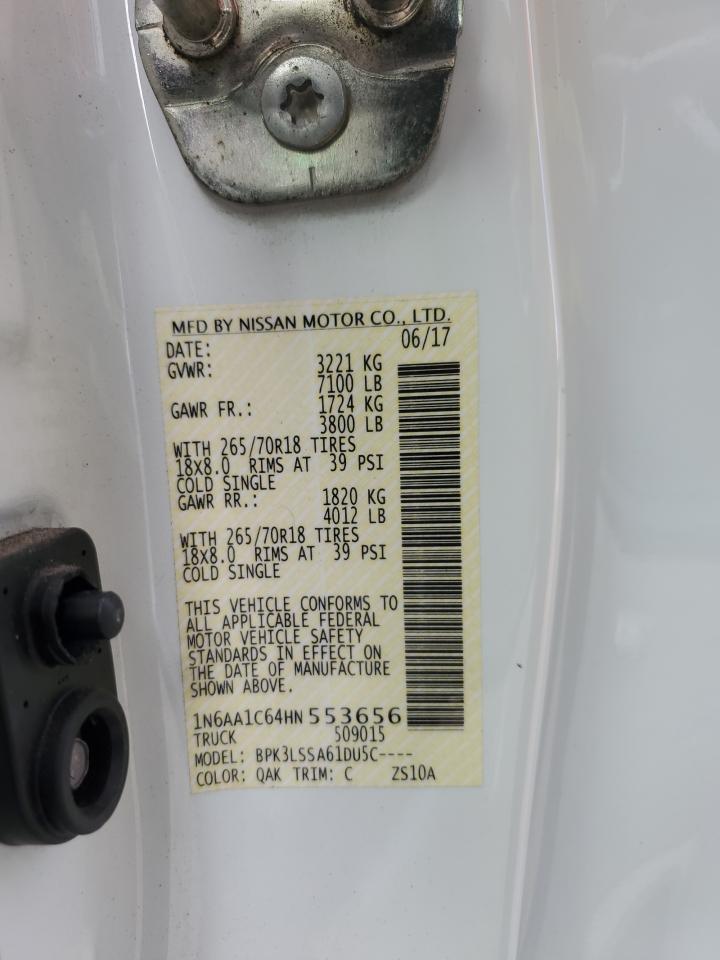 MFD BY NISSAN MOTOR CO., LTD.
DATE: 06/17
GVWR: 3221 KG
7100 LB
GAWR FR.: 1724 KG
3800 LB
WITH 265/70R18 TIRES
18X8.0 RIMS AT 39 PSI
COLD SINGLE
GAWR RR.: 1820 KG
4012 LB
WITH 265/70R18 TIRES
18X8.0 RIMS AT 39 PSI
COLD SINGLE
THIS VEHICLE CONFORMS TO
ALL APPLICABLE FEDERAL
MOTOR VEHICLE SAFETY
STANDARDS IN EFFECT ON
THE DATE OF MANUFACTURE
SHOWN ABOVE.
1N6AA1C64HN 553656
TRUCK 509015
MODEL: BPK3LSSA61DU5C----
COLOR: QAK TRIM: C ZS10A